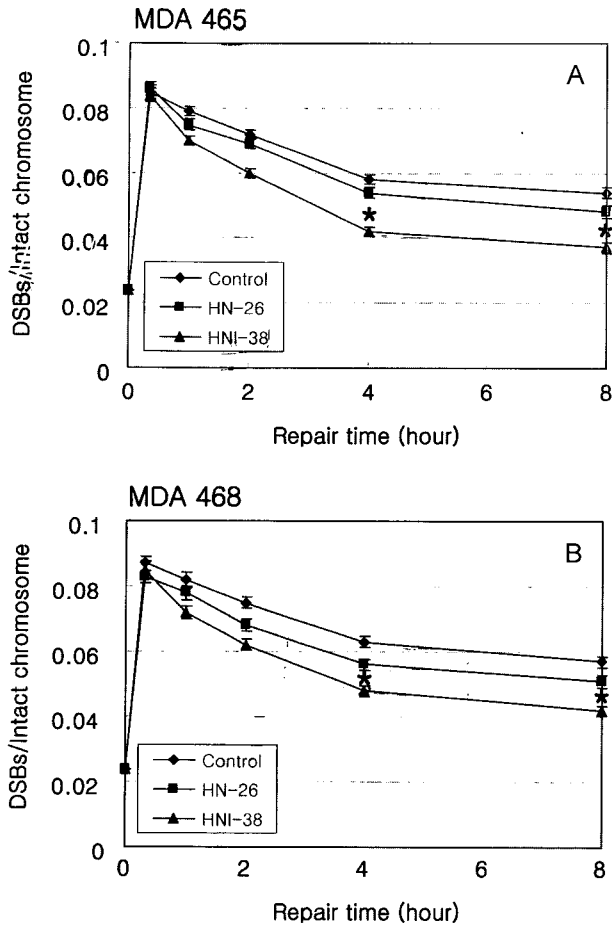 MDA 465
A
DSBs/Intact chromosome
0.1
0.08
0.06
0.04
0.02
0
Control
HN-26
HNI-38
0 2 4 6 8
Repair time (hour)
MDA 468
B
DSBs/Intact chromosome
0.1
0.08
0.06
0.04
0.02
0
Control
HN-26
HNI-38
0 2 4 6 8
Repair time (hour)